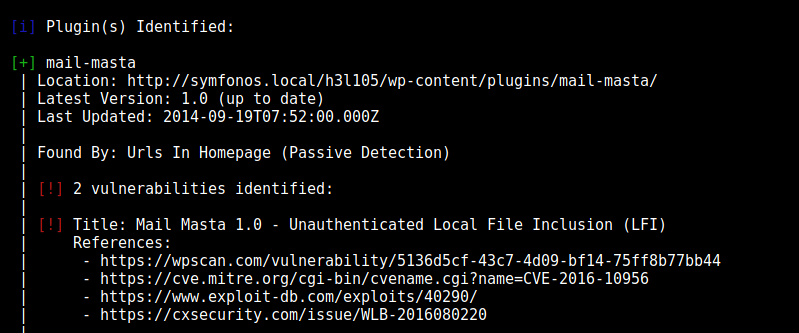 [i] Plugin(s) Identified:
[+] mail-masta
| Location: http://symfonos.local/h3l105/wp-content/plugins/mail-masta/
| Latest Version: 1.0 (up to date)
| Last Updated: 2014-09-19T07:52:00.000Z
|
| Found By: Urls In Homepage (Passive Detection)
|
| [!] 2 vulnerabilities identified:
|
| [!] Title: Mail Masta 1.0 - Unauthenticated Local File Inclusion (LFI)
|     References:
|      - https://wpscan.com/vulnerability/5136d5cf-43c7-4d09-bf14-75ff8b77bb44
|      - https://cve.mitre.org/cgi-bin/cvename.cgi?name=CVE-2016-10956
|      - https://www.exploit-db.com/exploits/40290/
|      - https://cxsecurity.com/issue/WLB-2016080220
|